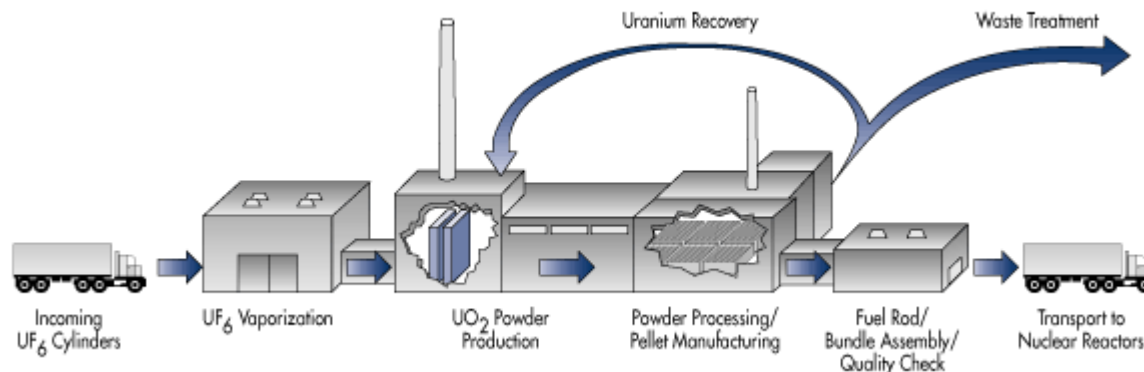 Uranium Recovery
Waste Treatment
Incoming
UF6 Cylinders
UF6 Vaporization
UO2 Powder
Production
Powder Processing/
Pellet Manufacturing
Fuel Rod/
Bundle Assembly/
Quality Check
Transport to
Nuclear Reactors